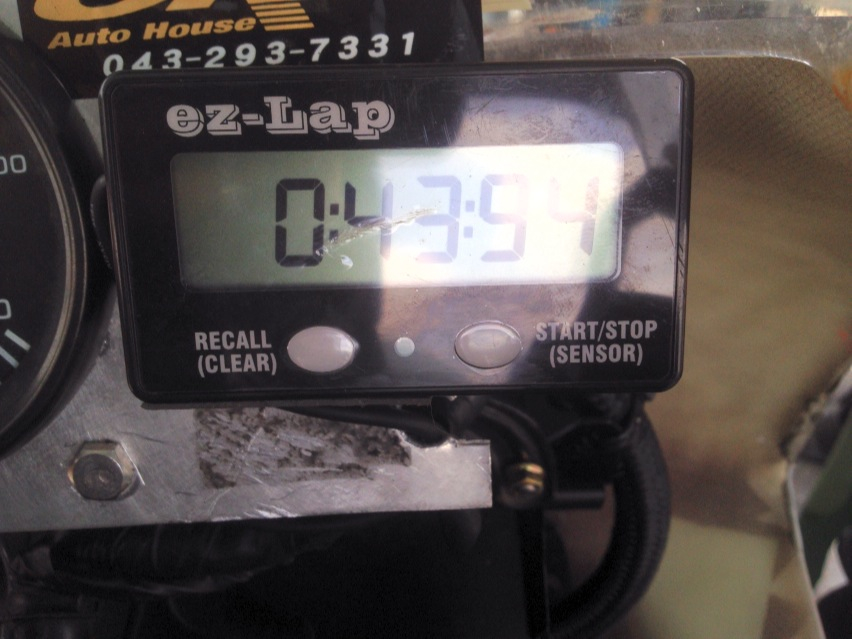 Auto House
043-293-7331
ez-Lap
0:43:94
RECALL
(CLEAR)
START/STOP
(SENSOR)